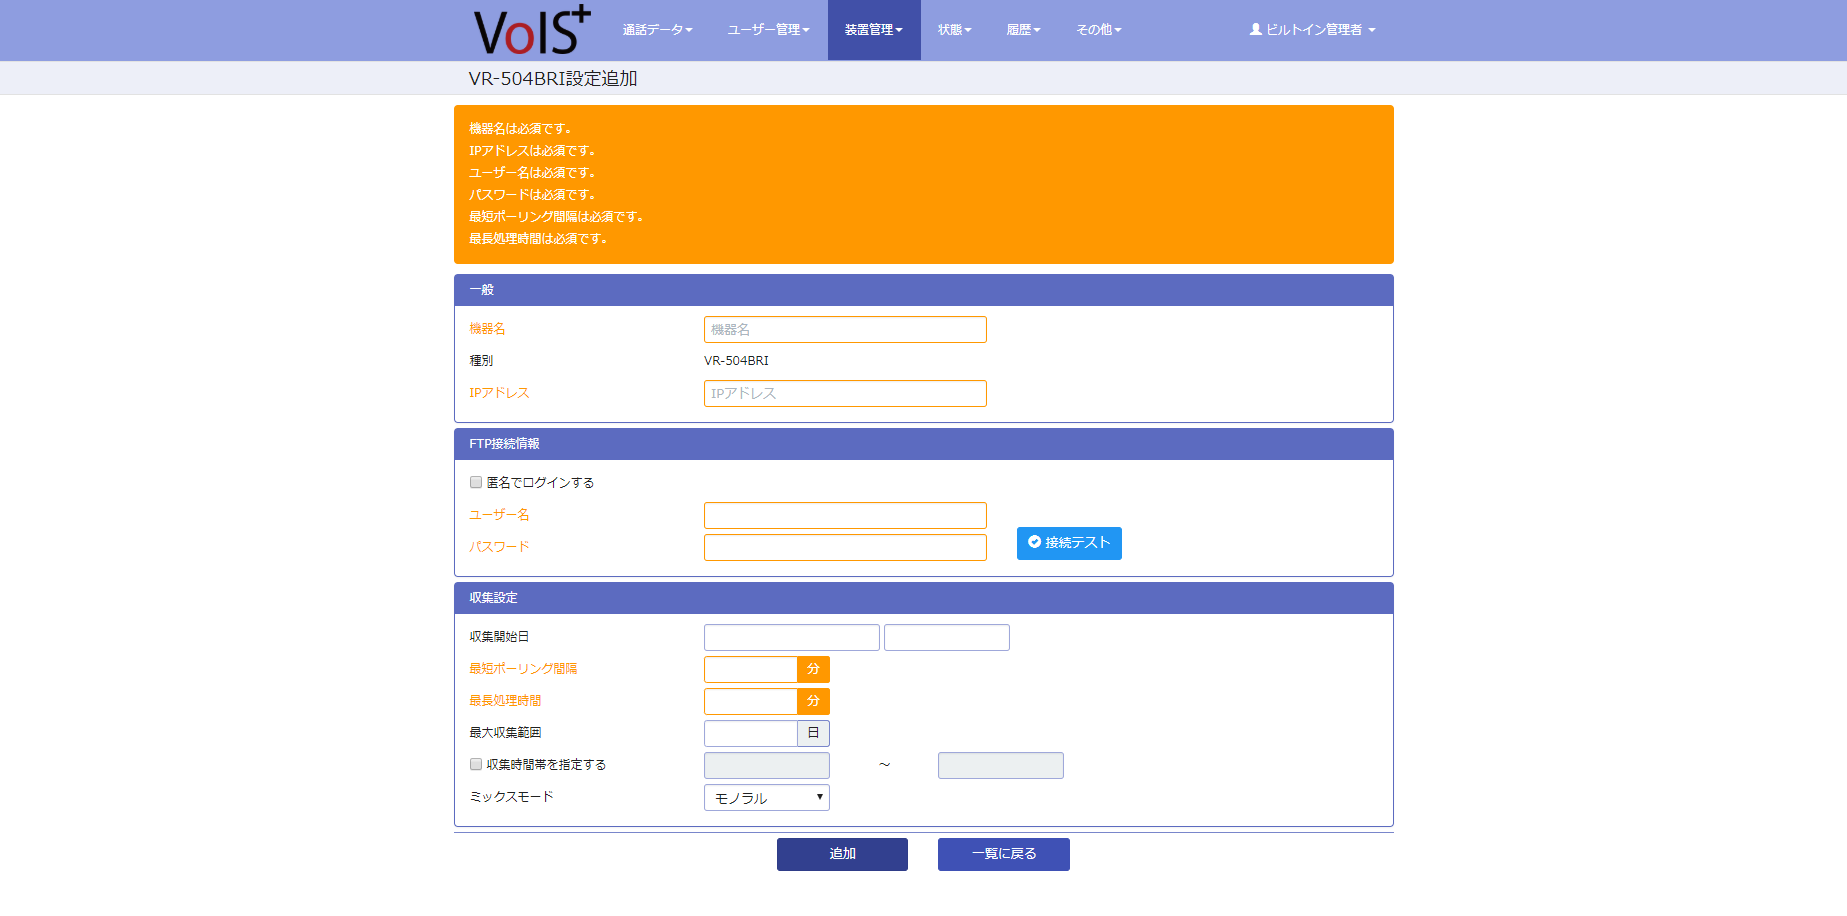 VoIS+
通話データ
ユーザー管理
装置管理
状態
履歴
その他
ビルトイン管理者
VR-504BRI設定追加
機器名は必須です。
IPアドレスは必須です。
ユーザー名は必須です。
パスワードは必須です。
最短ポーリング間隔は必須です。
最長処理時間は必須です。
一般
機器名 機器名
種別 VR-504BRI
IPアドレス IPアドレス
FTP接続情報
匿名でログインする
ユーザー名
パスワード 接続テスト
収集設定
収集開始日
最短ポーリング間隔 分
最長処理時間 分
最大収集範囲 日
収集時間帯を指定する ～
ミックスモード モノラル
追加 一覧に戻る